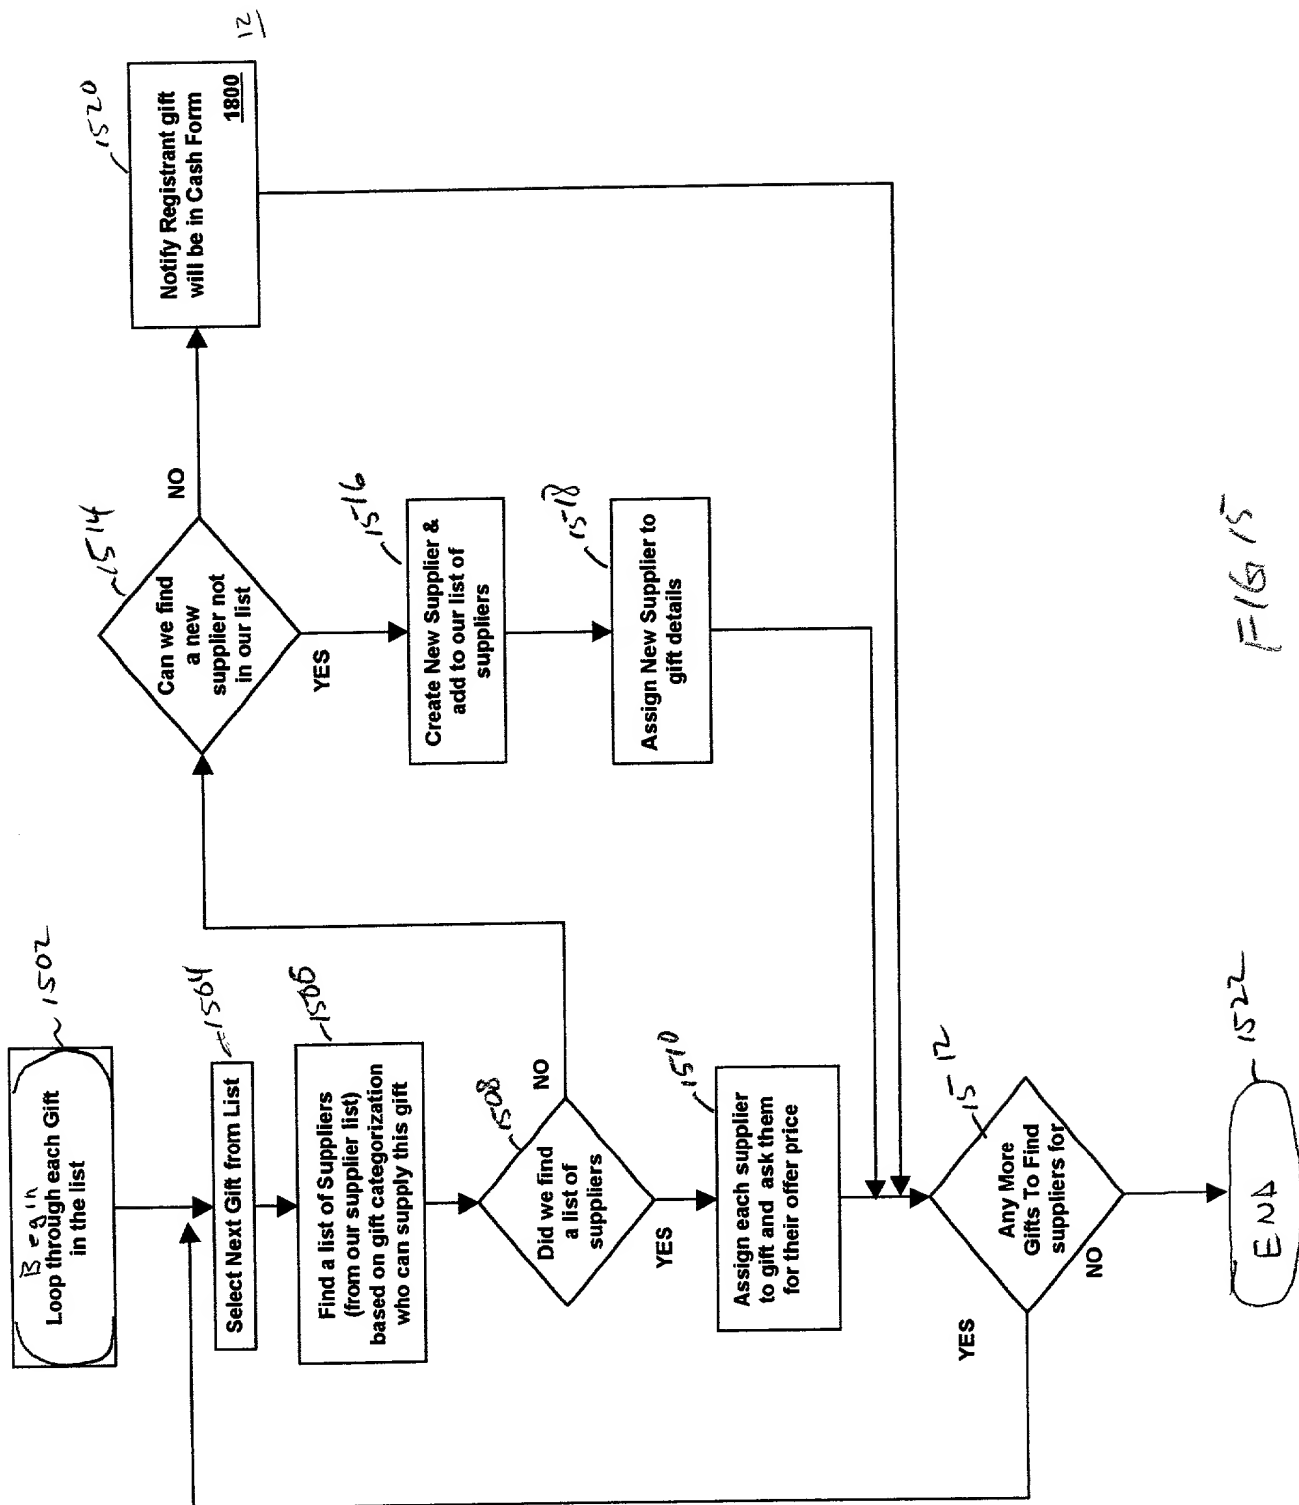 Begin
Loop through each Gift
in the list
1502
Select Next Gift from List
1504
Find a list of Suppliers
(from our supplier list)
based on gift categorization
who can supply this gift
1506
Did we find
a list of
suppliers
1508
NO
YES
Assign each supplier
to gift and ask them
for their offer price
1510
Any More
Gifts To Find
suppliers for
1512
YES
NO
END
1522
Can we find
a new
supplier not
in our list
1514
NO
YES
Create New Supplier &
add to our list of
suppliers
1516
Assign New Supplier to
gift details
1518
Notify Registrant gift
will be in Cash Form
1800
1520
12
FIG 15